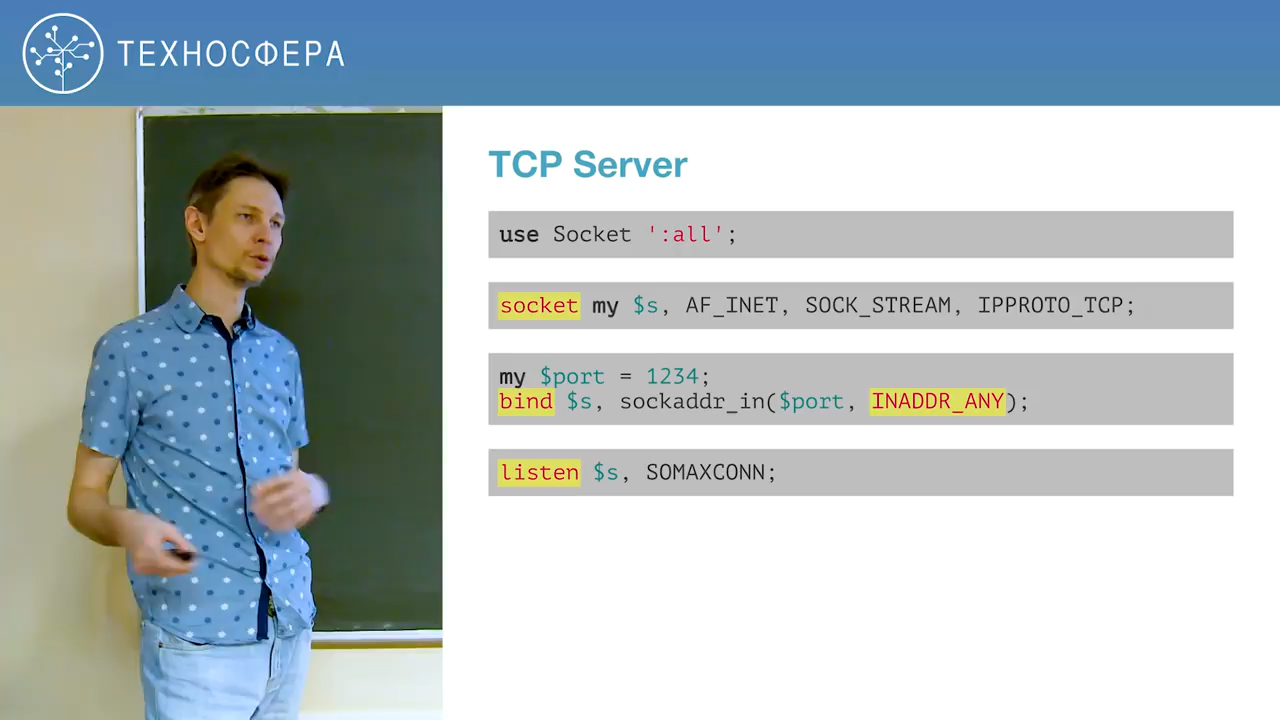 ТЕХНОСФЕРА
TCP Server
use Socket ':all';
socket my $s, AF_INET, SOCK_STREAM, IPPROTO_TCP;
my $port = 1234;
bind $s, sockaddr_in($port, INADDR_ANY);
listen $s, SOMAXCONN;